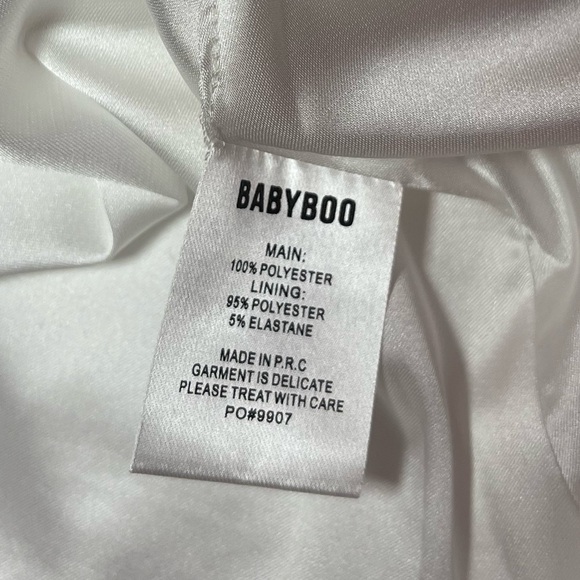 BABYBOO
MAIN:
100% POLYESTER
LINING:
95% POLYESTER
5% ELASTANE
MADE IN P.R.C
GARMENT IS DELICATE
PLEASE TREAT WITH CARE
PO#9907